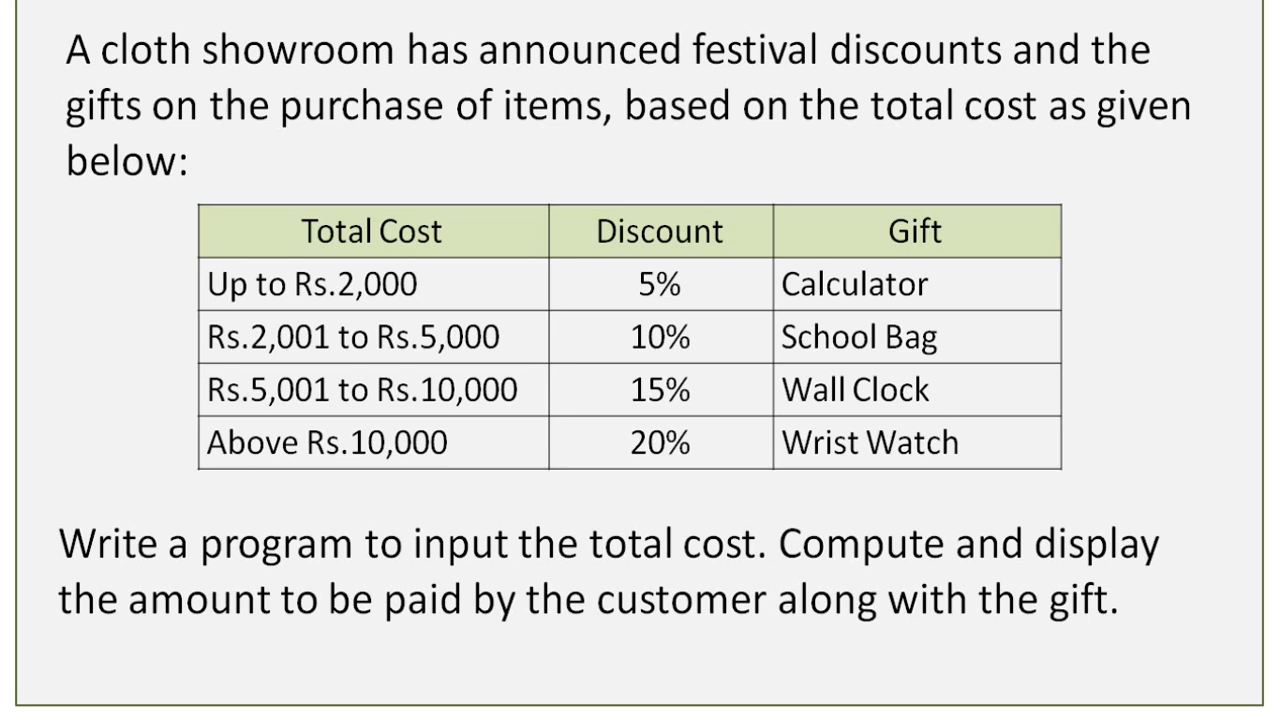 A cloth showroom has announced festival discounts and the
gifts on the purchase of items, based on the total cost as given
below:
Total Cost Discount Gift
Up to Rs.2,000 5% Calculator
Rs.2,001 to Rs.5,000 10% School Bag
Rs.5,001 to Rs.10,000 15% Wall Clock
Above Rs.10,000 20% Wrist Watch
Write a program to input the total cost. Compute and display
the amount to be paid by the customer along with the gift.